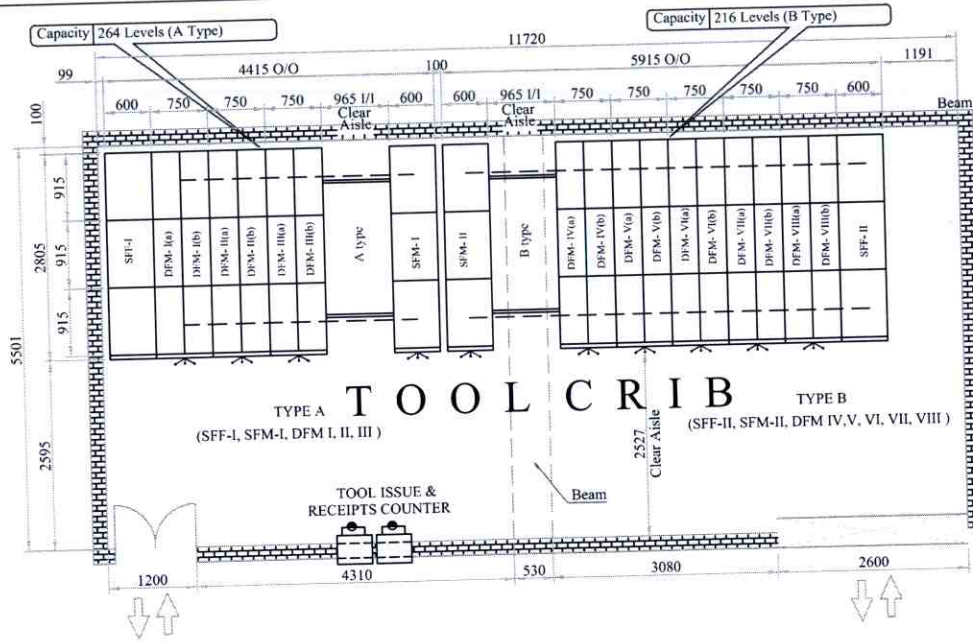 Capacity 264 Levels (A Type)
Capacity 216 Levels (B Type)
11720
99
4415 O/O
100
5915 O/O
1191
600
750
750
750
965 I/I
600
600
965 I/I
750
750
750
750
750
600
Clear
Aisle
Clear
Aisle
Beam
100
915
915
915
2805
5501
2595
SFF-I
DFM- I(a)
DFM- I(b)
DFM- II(a)
DFM- II(b)
DFM- III(a)
DFM- III(b)
A type
SFM- I
SFM- II
B type
DFM- IV(a)
DFM- IV(b)
DFM- V(a)
DFM- V(b)
DFM- VI(a)
DFM- VI(b)
DFM- VII(a)
DFM- VII(b)
DFM- VIII(a)
DFM- VIII(b)
SFF- II
TOOL CRIB
TYPE A
(SFF-I, SFM-I, DFM I, II, III )
TYPE B
(SFF-II, SFM-II, DFM IV,V, VI, VII, VIII )
2527
Clear Aisle
Beam
TOOL ISSUE &
RECEIPTS COUNTER
1200
4310
530
3080
2600